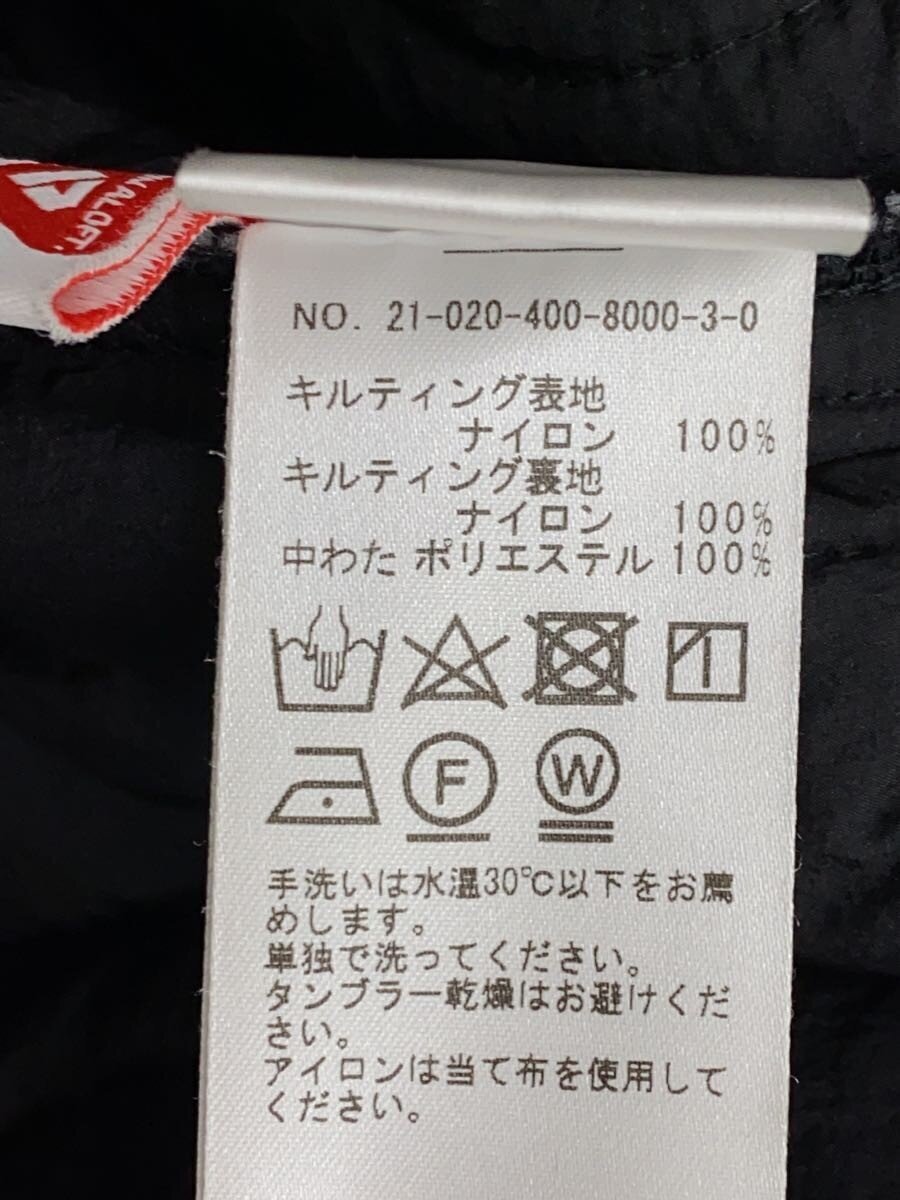 NO. 21-020-400-8000-3-0
キルティング表地
ナイロン 100%
キルティング裏地
ナイロン 100%
中わた ポリエステル 100%
F
W
手洗いは水温30℃以下をお薦
めします。
単独で洗ってください。
タンブラー乾燥はお避けくだ
さい。
アイロンは当て布を使用して
ください。